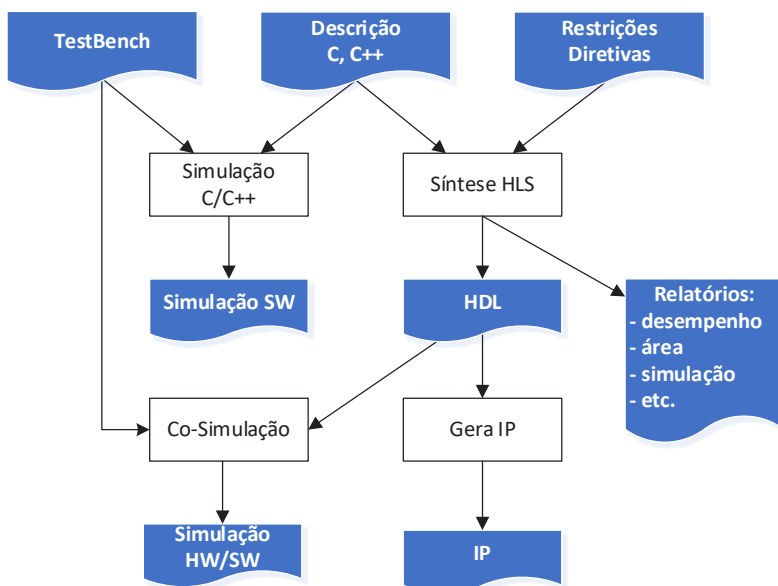 TestBench
Descrição
C, C++
Restrições
Diretivas
Simulação
C/C++
Síntese HLS
Simulação SW
HDL
Relatórios:
- desempenho
- área
- simulação
- etc.
Co-Simulação
Gera IP
Simulação
HW/SW
IP